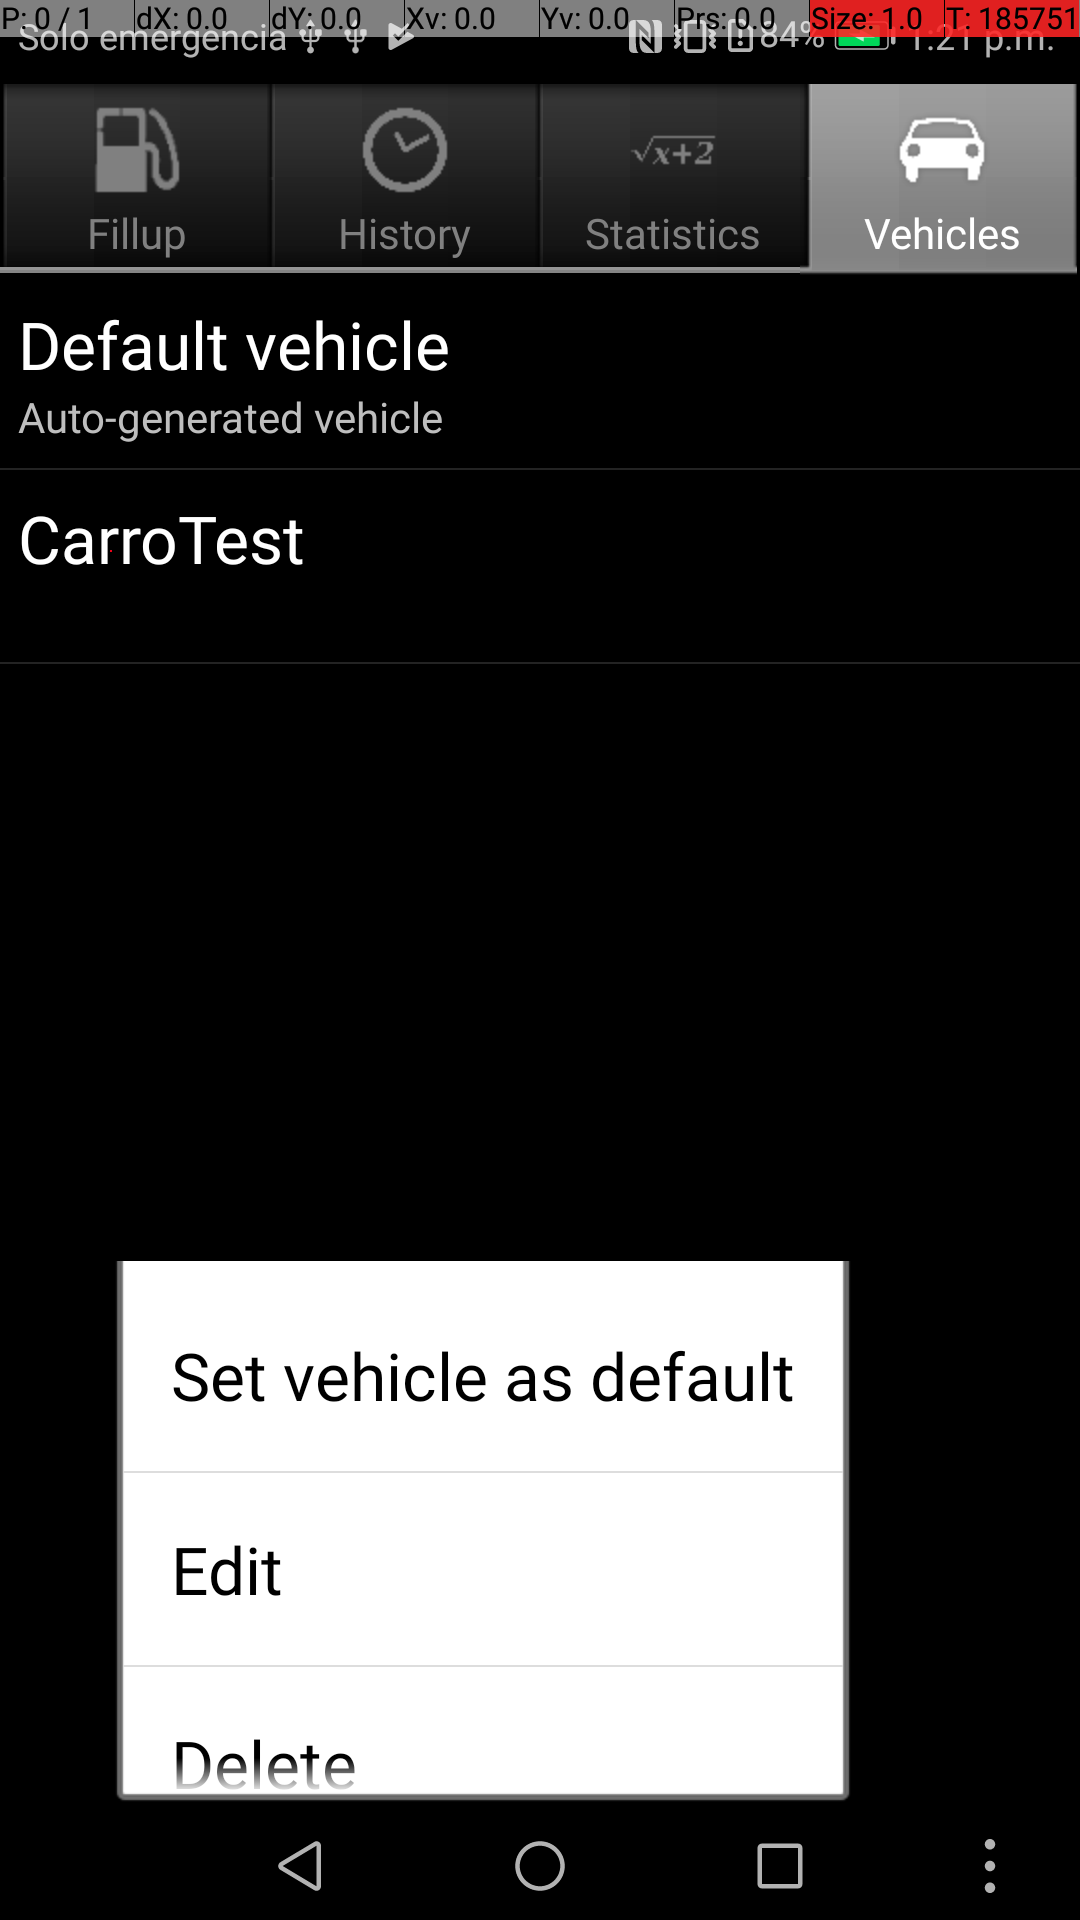 P: 0 / 1 dX: 0.0 dY: 0.0 Xv: 0.0 Yv: 0.0 Prs: 0.0 Size: 1.0 T: 185751
Solo emergencia 84% 1:21 p.m.
Fillup History √x+2 Statistics Vehicles
Default vehicle
Auto-generated vehicle
CarroTest
Set vehicle as default
Edit
Delete